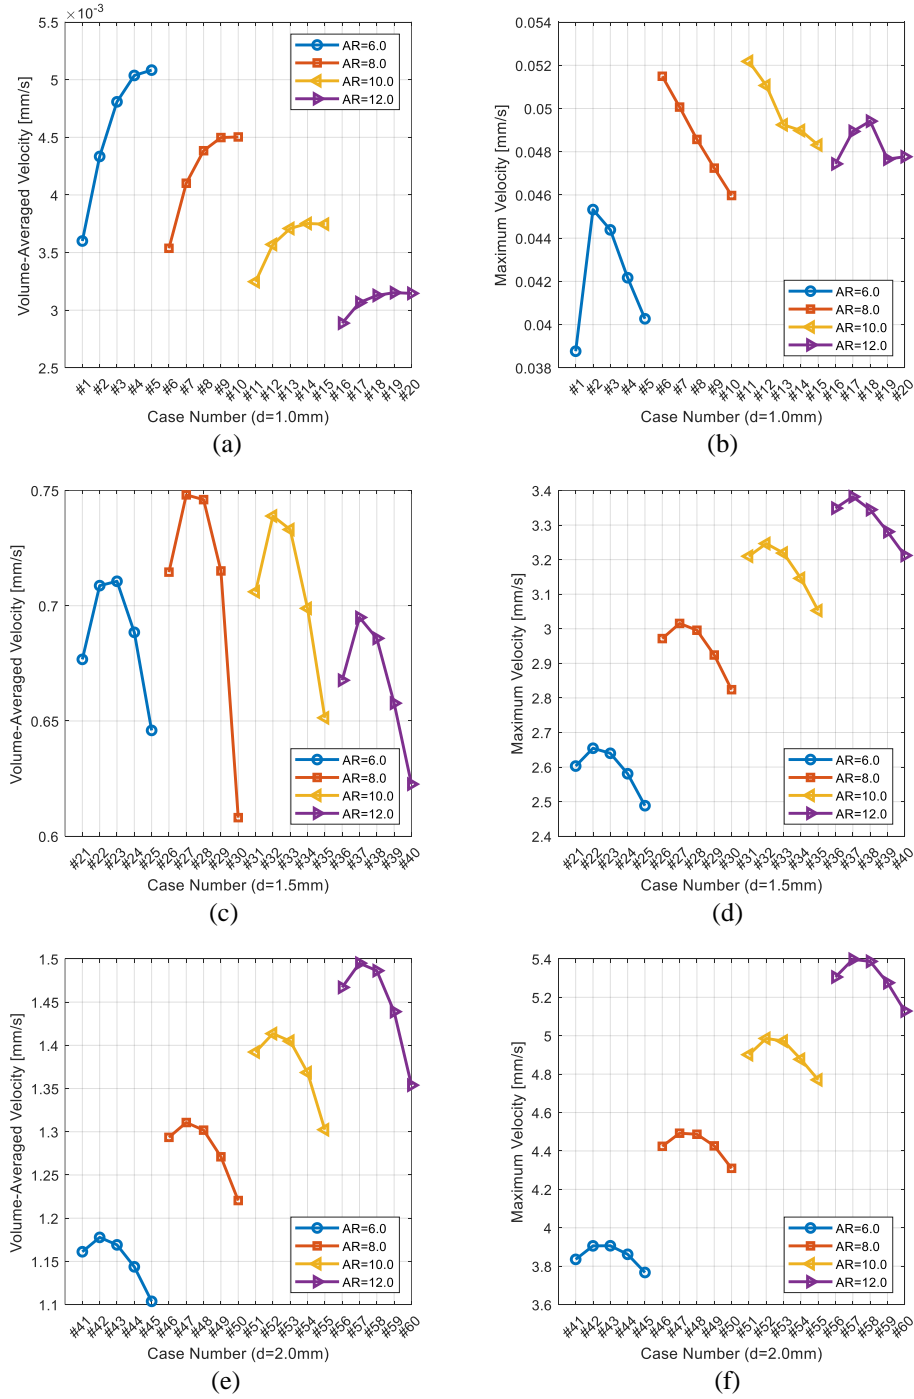 ×10⁻³
5.5
5
4.5
4
3.5
3
2.5
Volume-Averaged Velocity [mm/s]
AR=6.0
AR=8.0
AR=10.0
AR=12.0
#1 #2 #3 #4 #5 #6 #7 #8 #9 #10 #11 #12 #13 #14 #15 #16 #17 #18 #19 #20
Case Number (d=1.0mm)
(a)
0.054
0.052
0.05
0.048
0.046
0.044
0.042
0.04
0.038
Maximum Velocity [mm/s]
AR=6.0
AR=8.0
AR=10.0
AR=12.0
#1 #2 #3 #4 #5 #6 #7 #8 #9 #10 #11 #12 #13 #14 #15 #16 #17 #18 #19 #20
Case Number (d=1.0mm)
(b)
0.75
0.7
0.65
0.6
Volume-Averaged Velocity [mm/s]
AR=6.0
AR=8.0
AR=10.0
AR=12.0
#21 #22 #23 #24 #25 #26 #27 #28 #29 #30 #31 #32 #33 #34 #35 #36 #37 #38 #39 #40
Case Number (d=1.5mm)
(c)
3.4
3.3
3.2
3.1
3
2.9
2.8
2.7
2.6
2.5
2.4
Maximum Velocity [mm/s]
AR=6.0
AR=8.0
AR=10.0
AR=12.0
#21 #22 #23 #24 #25 #26 #27 #28 #29 #30 #31 #32 #33 #34 #35 #36 #37 #38 #39 #40
Case Number (d=1.5mm)
(d)
1.5
1.45
1.4
1.35
1.3
1.25
1.2
1.15
1.1
Volume-Averaged Velocity [mm/s]
AR=6.0
AR=8.0
AR=10.0
AR=12.0
#41 #42 #43 #44 #45 #46 #47 #48 #49 #50 #51 #52 #53 #54 #55 #56 #57 #58 #59 #60
Case Number (d=2.0mm)
(e)
5.4
5.2
5
4.8
4.6
4.4
4.2
4
3.8
3.6
Maximum Velocity [mm/s]
AR=6.0
AR=8.0
AR=10.0
AR=12.0
#41 #42 #43 #44 #45 #46 #47 #48 #49 #50 #51 #52 #53 #54 #55 #56 #57 #58 #59 #60
Case Number (d=2.0mm)
(f)